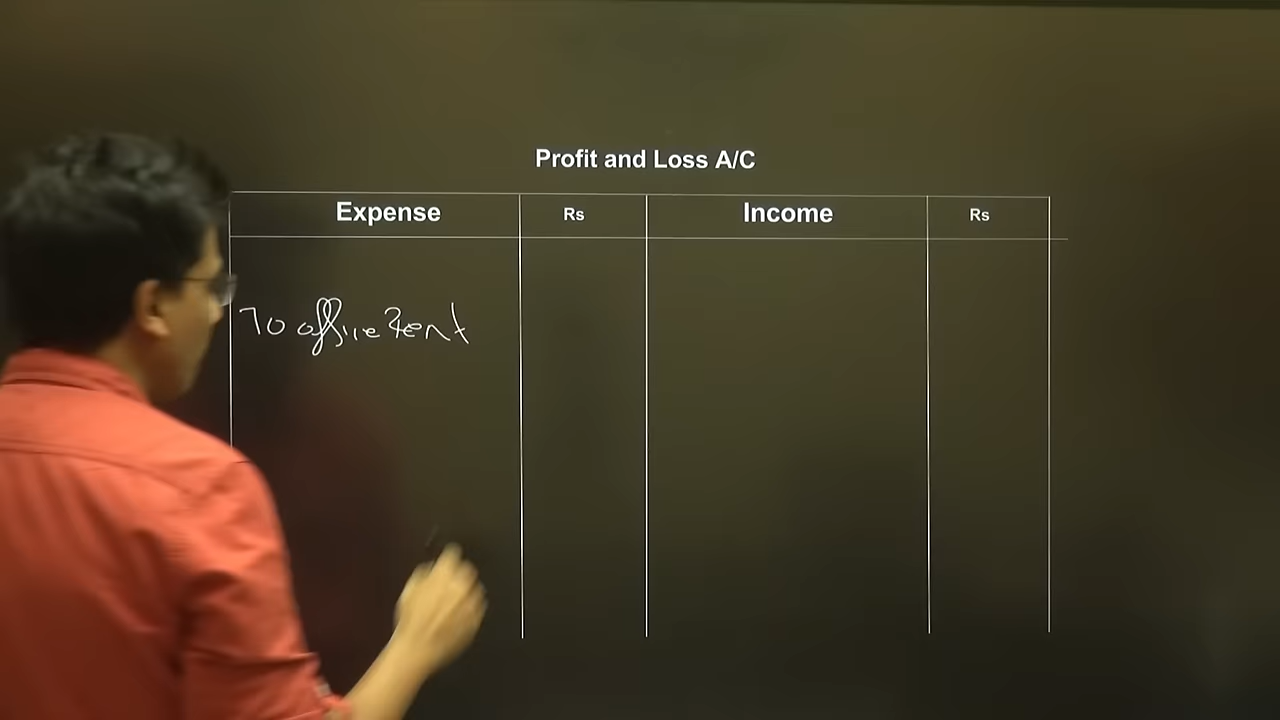 Profit and Loss A/C
Expense Rs Income Rs
To office Rent